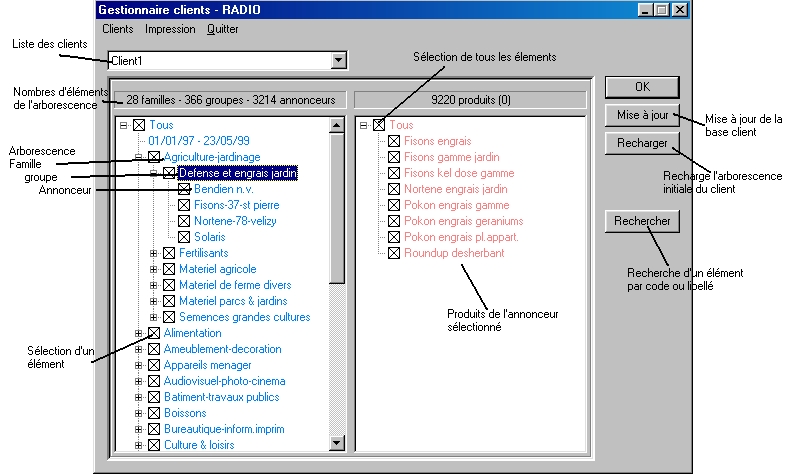 Gestionnaire clients - RADIO
Clients Impression Quitter
Liste des clients
Client1
Sélection de tous les élements
Nombres d'éléments
de l'arborescence
28 familles - 366 groupes - 3214 annonceurs
9220 produits (0)
OK
Mise à jour
Mise à jour de la
base client
Recharger
Recharge l'arborescence
initiale du client
Rechercher
Recherche d'un élément
par code ou libellé
Arborescence
Famille
groupe
Annonceur
Sélection d'un
élément
Tous
01/01/97 - 23/05/99
Agriculture-jardinage
Defense et engrais jardin
Bendien n.v.
Fisons-37-st pierre
Nortene-78-velizy
Solaris
Fertilisants
Materiel agricole
Materiel de ferme divers
Materiel parcs & jardins
Semences grandes cultures
Alimentation
Ameublement-decoration
Appareils menager
Audiovisuel-photo-cinema
Batiment-travaux publics
Boissons
Bureautique-inform.imprim
Culture & loisirs
Tous
Fisons engrais
Fisons gamme jardin
Fisons kel dose gamme
Nortene engrais jardin
Pokon engrais gamme
Pokon engrais geraniums
Pokon engrais pl.appart.
Roundup desherbant
Produits de l'annonceur
sélectionné